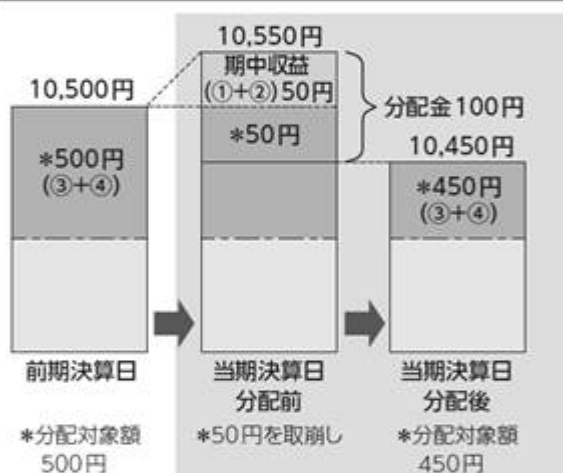 10,500円
*500円
(③+④)
前期決算日
*分配対象額
500円
10,550円
期中収益
(①+②)50円
*50円
分配金100円
当期決算日
分配前
*50円を取崩し
10,450円
*450円
(③+④)
当期決算日
分配後
*分配対象額
450円